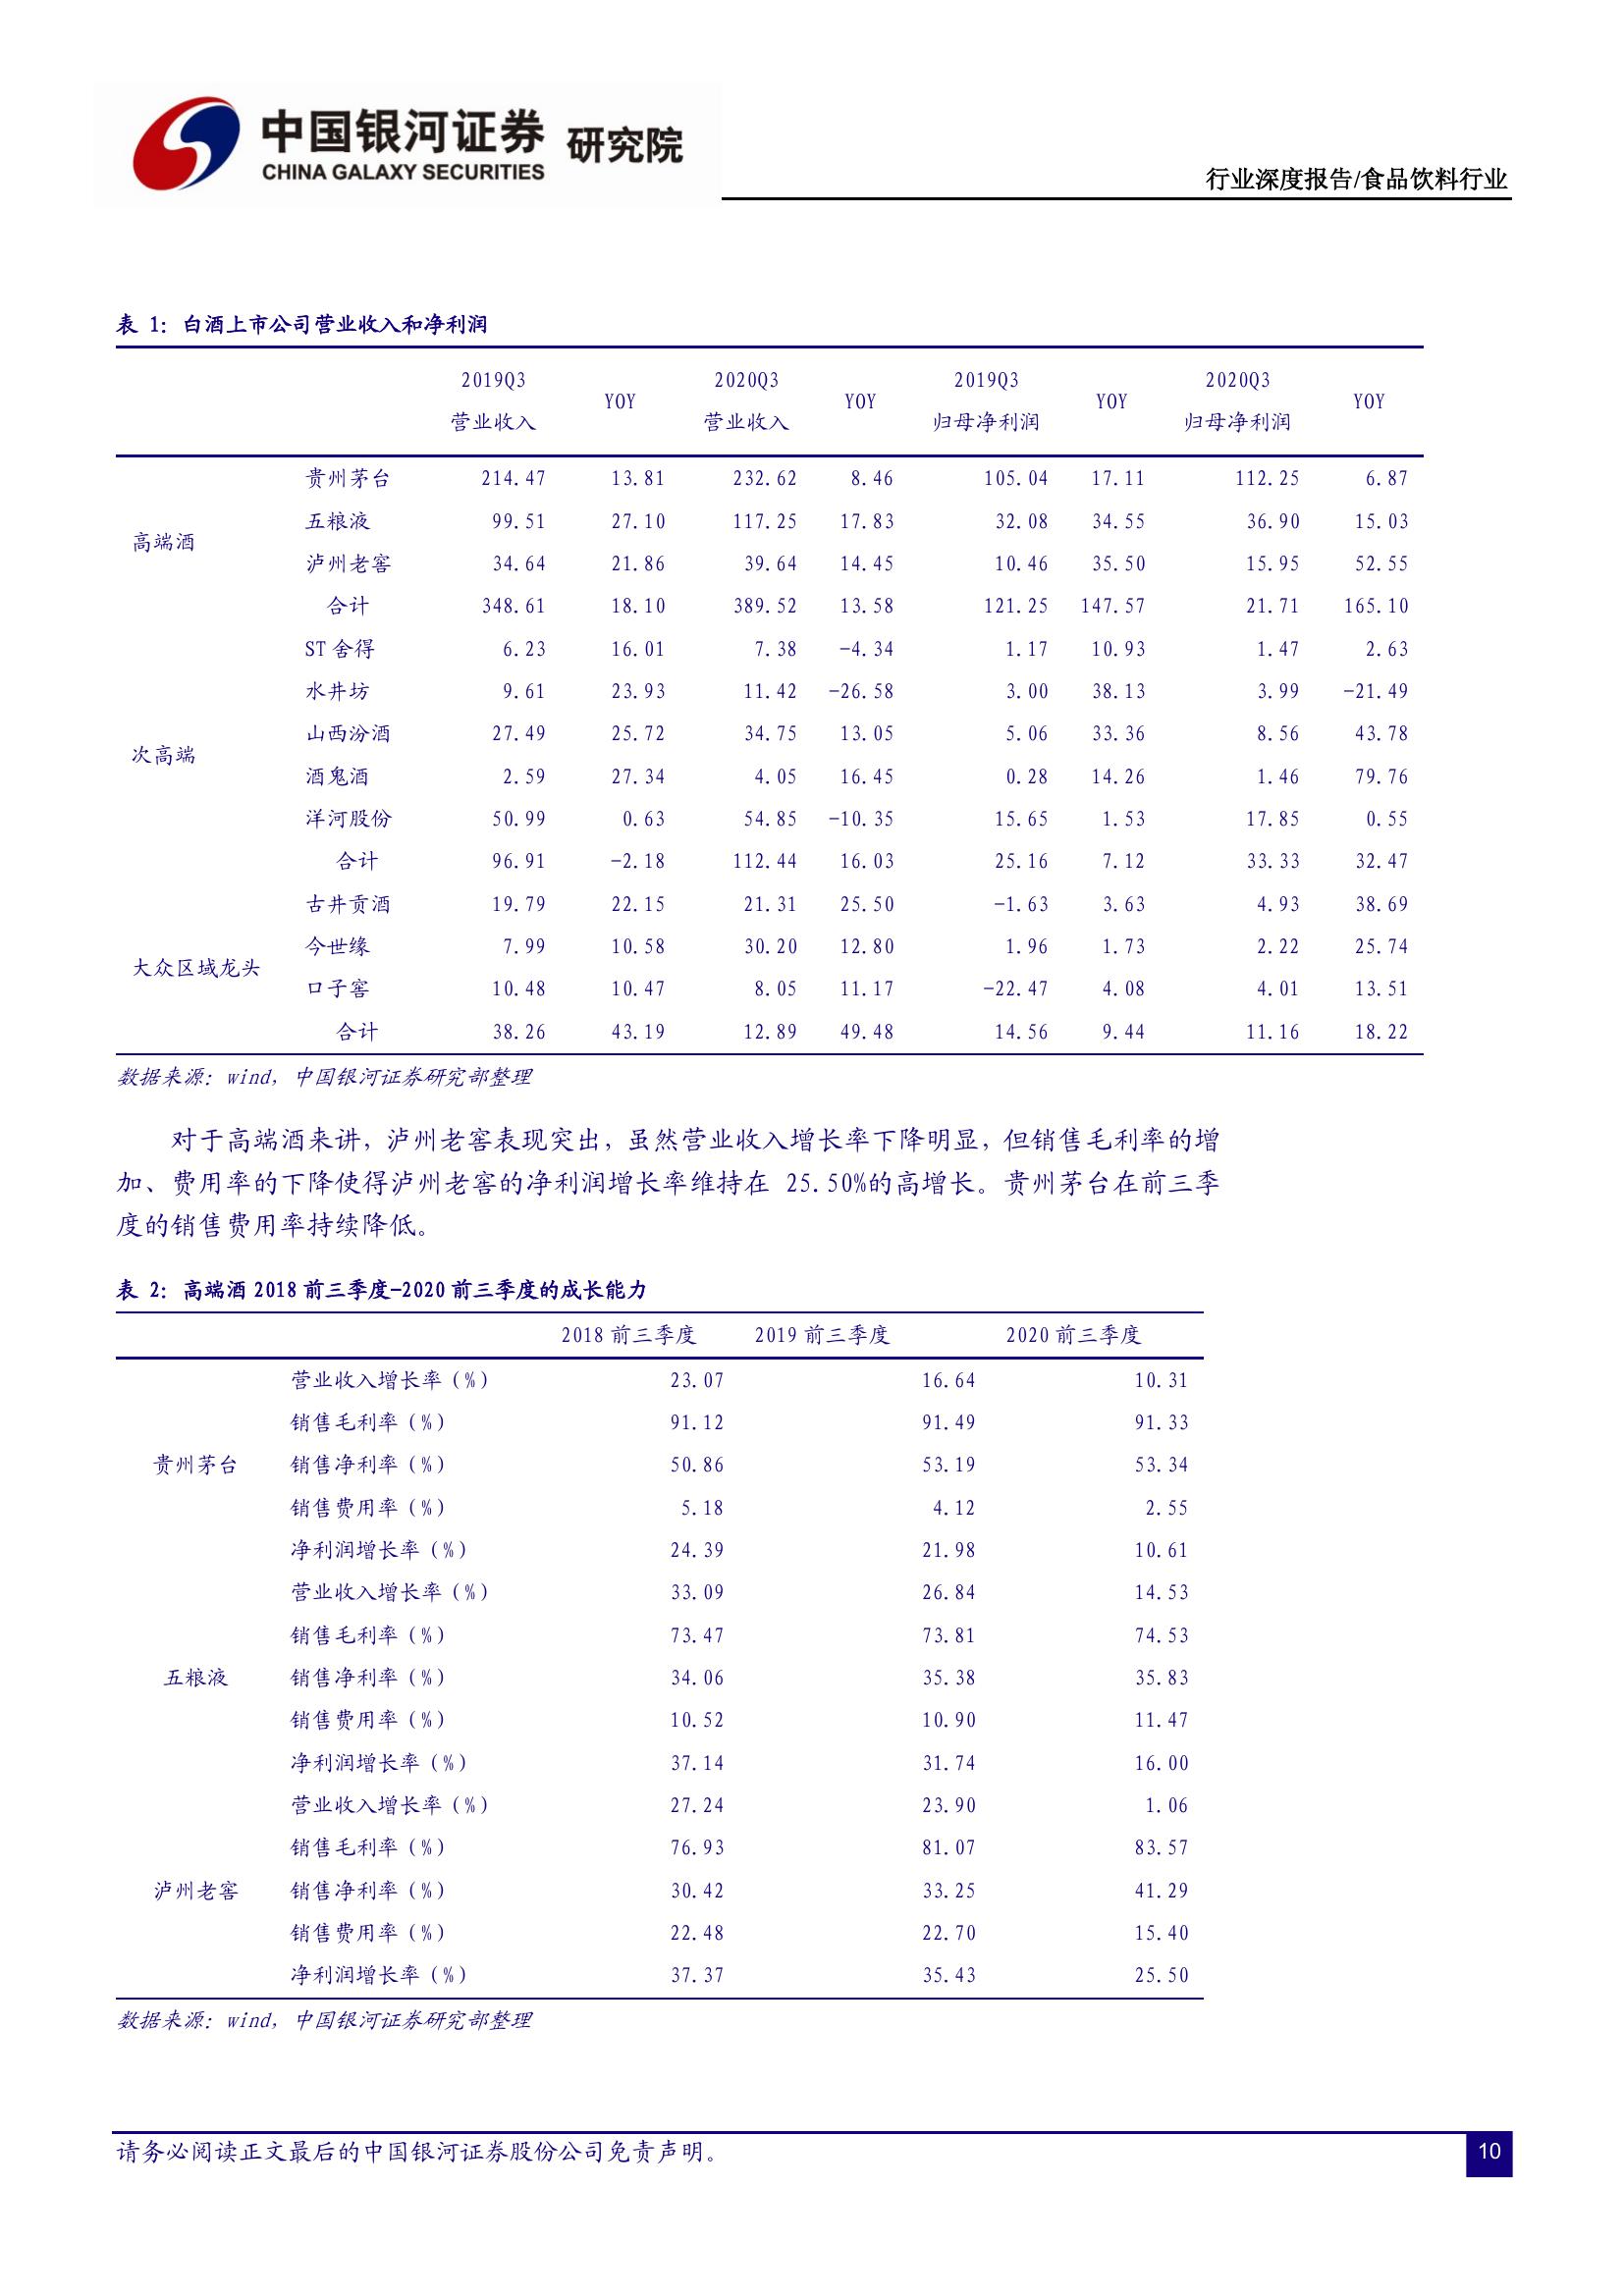 中国银河证券 研究院
CHINA GALAXY SECURITIES
行业深度报告/食品饮料行业
表 1：白酒上市公司营业收入和净利润
2019Q3 营业收入 YOY 2020Q3 营业收入 YOY 2019Q3 归母净利润 YOY 2020Q3 归母净利润 YOY
高端酒
贵州茅台 214.47 13.81 232.62 8.46 105.04 17.11 112.25 6.87
五粮液 99.51 27.10 117.25 17.83 32.08 34.55 36.90 15.03
泸州老窖 34.64 21.86 39.64 14.45 10.46 35.50 15.95 52.55
合计 348.61 18.10 389.52 13.58 121.25 147.57 21.71 165.10
次高端
ST 舍得 6.23 16.01 7.38 -4.34 1.17 10.93 1.47 2.63
水井坊 9.61 23.93 11.42 -26.58 3.00 38.13 3.99 -21.49
山西汾酒 27.49 25.72 34.75 13.05 5.06 33.36 8.56 43.78
酒鬼酒 2.59 27.34 4.05 16.45 0.28 14.26 1.46 79.76
洋河股份 50.99 0.63 54.85 -10.35 15.65 1.53 17.85 0.55
合计 96.91 -2.18 112.44 16.03 25.16 7.12 33.33 32.47
大众区域龙头
古井贡酒 19.79 22.15 21.31 25.50 -1.63 3.63 4.93 38.69
今世缘 7.99 10.58 30.20 12.80 1.96 1.73 2.22 25.74
口子窖 10.48 10.47 8.05 11.17 -22.47 4.08 4.01 13.51
合计 38.26 43.19 12.89 49.48 14.56 9.44 11.16 18.22
数据来源：wind，中国银河证券研究部整理
对于高端酒来讲，泸州老窖表现突出，虽然营业收入增长率下降明显，但销售毛利率的增
加、费用率的下降使得泸州老窖的净利润增长率维持在 25.50%的高增长。贵州茅台在前三季
度的销售费用率持续降低。
表 2：高端酒 2018 前三季度-2020 前三季度的成长能力
2018 前三季度 2019 前三季度 2020 前三季度
贵州茅台
营业收入增长率（%） 23.07 16.64 10.31
销售毛利率（%） 91.12 91.49 91.33
销售净利率（%） 50.86 53.19 53.34
销售费用率（%） 5.18 4.12 2.55
净利润增长率（%） 24.39 21.98 10.61
五粮液
营业收入增长率（%） 33.09 26.84 14.53
销售毛利率（%） 73.47 73.81 74.53
销售净利率（%） 34.06 35.38 35.83
销售费用率（%） 10.52 10.90 11.47
净利润增长率（%） 37.14 31.74 16.00
泸州老窖
营业收入增长率（%） 27.24 23.90 1.06
销售毛利率（%） 76.93 81.07 83.57
销售净利率（%） 30.42 33.25 41.29
销售费用率（%） 22.48 22.70 15.40
净利润增长率（%） 37.37 35.43 25.50
数据来源：wind，中国银河证券研究部整理
请务必阅读正文最后的中国银河证券股份公司免责声明。
10